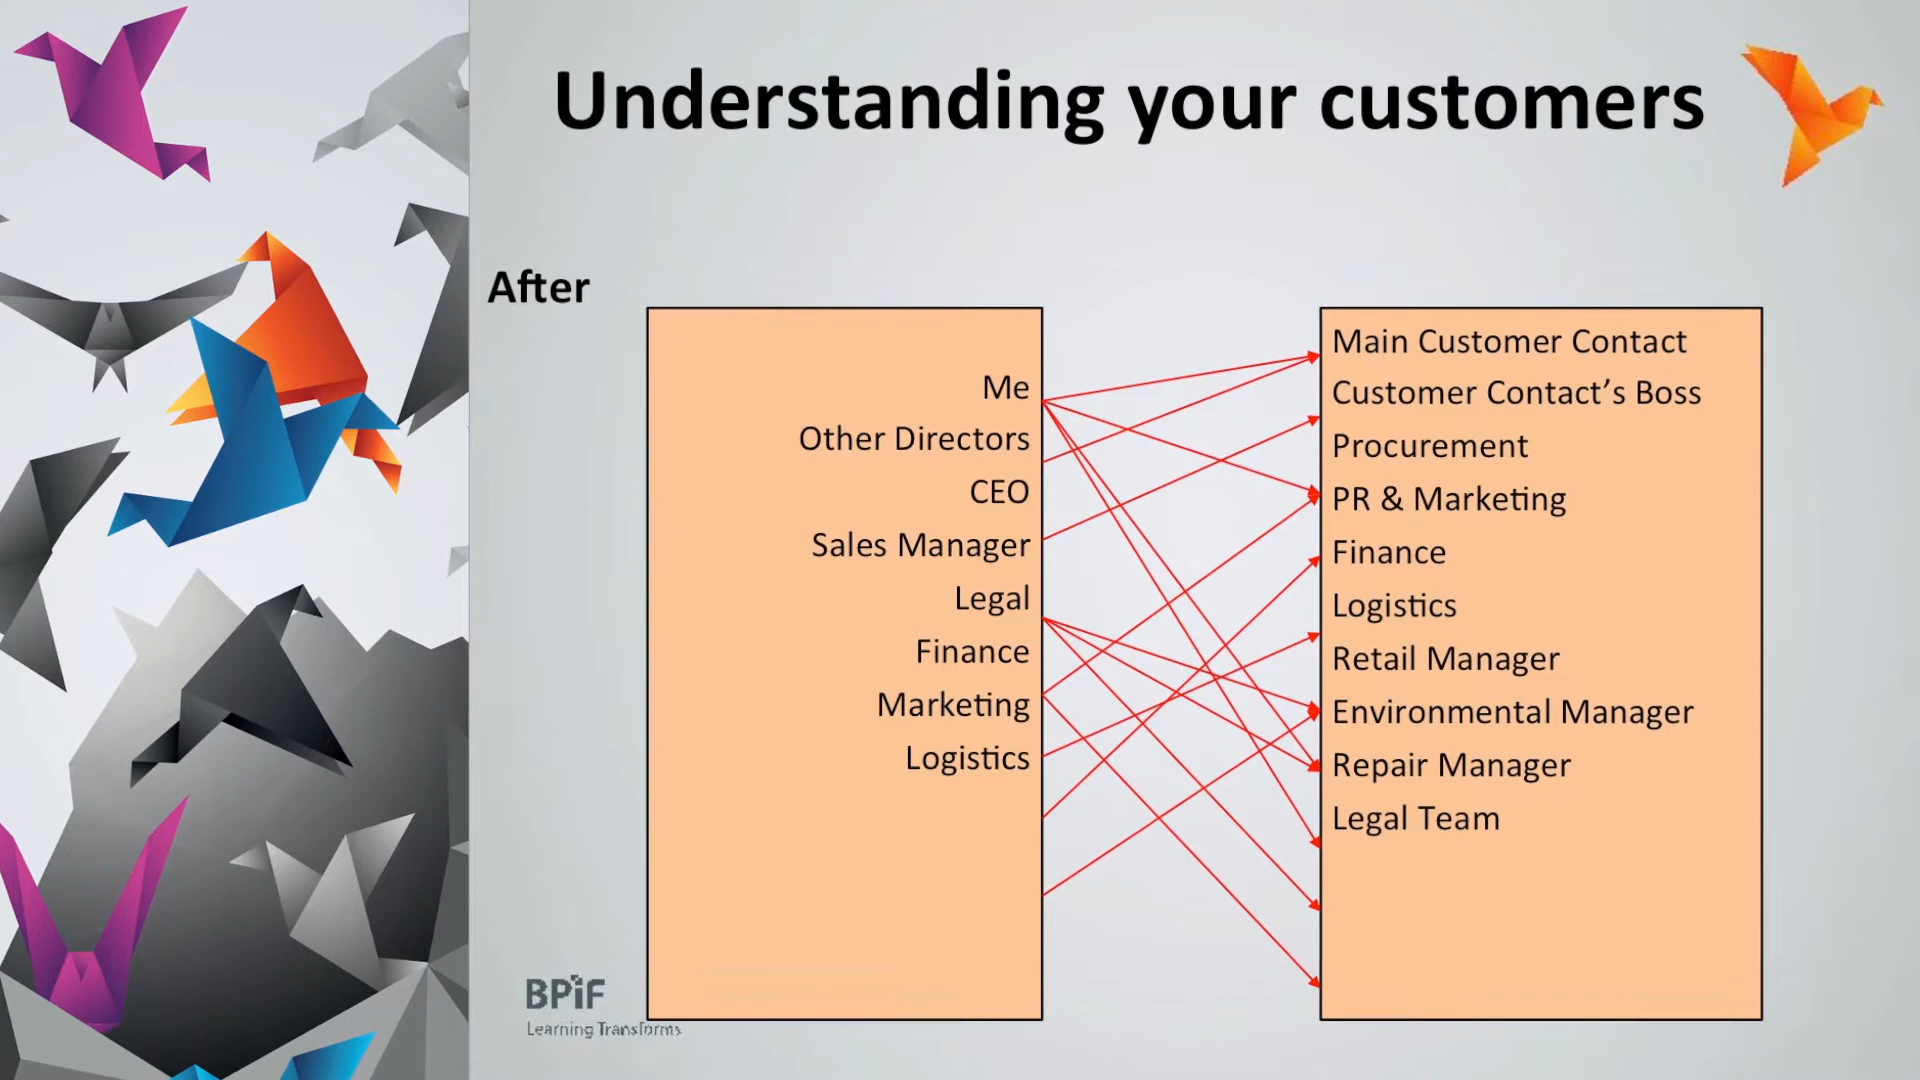 Understanding your customers
After
Me
Other Directors
CEO
Sales Manager
Legal
Finance
Marketing
Logistics
Main Customer Contact
Customer Contact’s Boss
Procurement
PR & Marketing
Finance
Logistics
Retail Manager
Environmental Manager
Repair Manager
Legal Team
BPiF
Learning Transforms